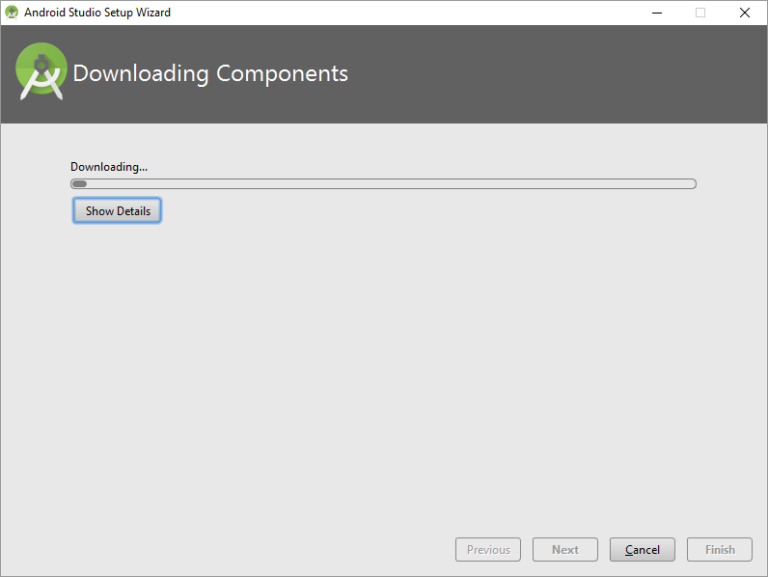 Android Studio Setup Wizard
Downloading Components
Downloading...
Show Details
Previous Next Cancel Finish